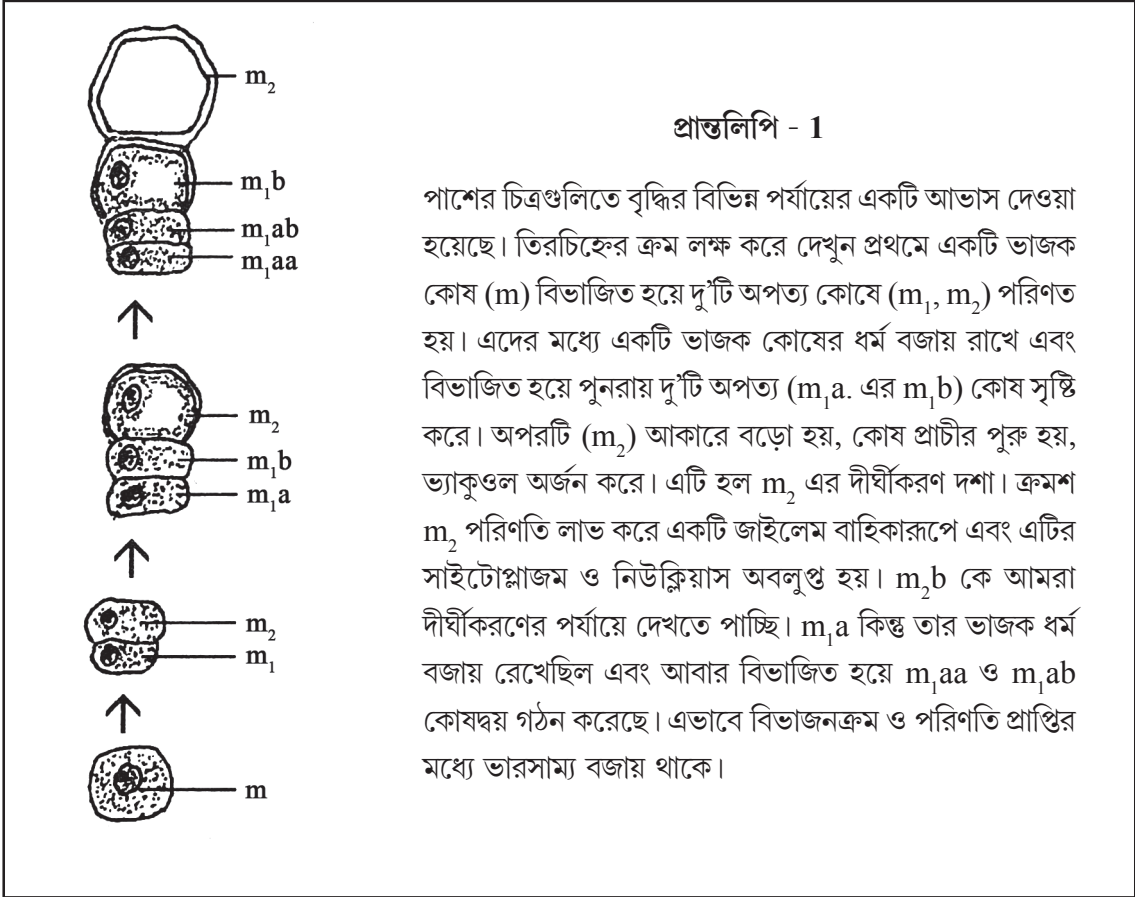 m₂
m₁b
m₁ab
m₁aa
m₂
m₁b
m₁a
m₂
m₁
m
প্রান্তলিপি - 1
পাশের চিত্রগুলিতে বৃদ্ধির বিভিন্ন পর্যায়ের একটি আভাস দেওয়া
হয়েছে। তিরচিহ্নের ক্রম লক্ষ করে দেখুন প্রথমে একটি ভাজক
কোষ (m) বিভাজিত হয়ে দু'টি অপত্য কোষে (m₁, m₂) পরিণত
হয়। এদের মধ্যে একটি ভাজক কোষের ধর্ম বজায় রাখে এবং
বিভাজিত হয়ে পুনরায় দু'টি অপত্য (m₁a. এর m₁b) কোষ সৃষ্টি
করে। অপরটি (m₂) আকারে বড়ো হয়, কোষ প্রাচীর পুরু হয়,
ভ্যাকুওল অর্জন করে। এটি হল m₂ এর দীর্ঘীকরণ দশা। ক্রমশ
m₂ পরিণতি লাভ করে একটি জাইলেম বাহিকারূপে এবং এটির
সাইটোপ্লাজম ও নিউক্লিয়াস অবলুপ্ত হয়। m₂b কে আমরা
দীর্ঘীকরণের পর্যায়ে দেখতে পাচ্ছি। m₁a কিন্তু তার ভাজক ধর্ম
বজায় রেখেছিল এবং আবার বিভাজিত হয়ে m₁aa ও m₁ab
কোষদ্বয় গঠন করেছে। এভাবে বিভাজনক্রম ও পরিণতি প্রাপ্তির
মধ্যে ভারসাম্য বজায় থাকে।